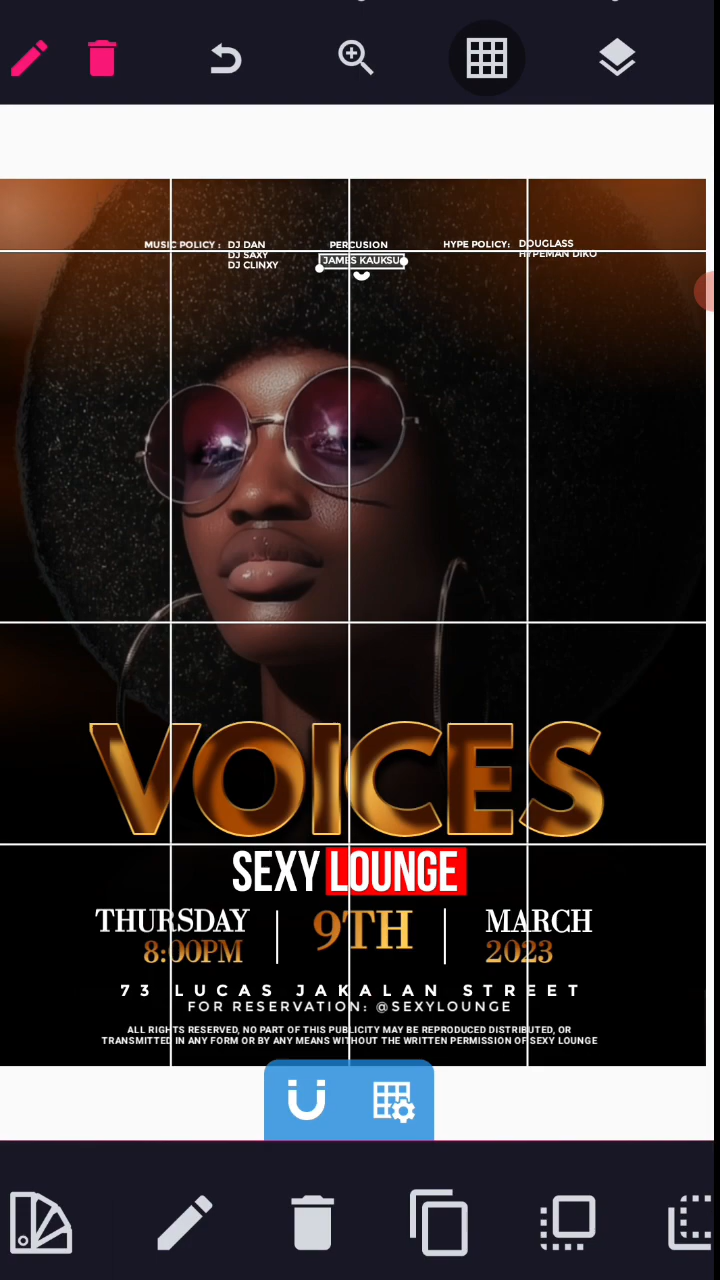 MUSIC POLICY : DJ DAN
DJ SAXY
DJ CLINXY
PERCUSION
JAMES KAUKSU
HYPE POLICY: DOUGLASS
HYPEMAN DIKO
VOICES
SEXY LOUNGE
THURSDAY
8:00PM
9TH
MARCH
2023
73 LUCAS JAKALAN STREET
FOR RESERVATION: @SEXYLOUNGE
ALL RIGHTS RESERVED, NO PART OF THIS PUBLICITY MAY BE REPRODUCED DISTRIBUTED, OR
TRANSMITTED IN ANY FORM OR BY ANY MEANS WITHOUT THE WRITTEN PERMISSION OF SEXY LOUNGE